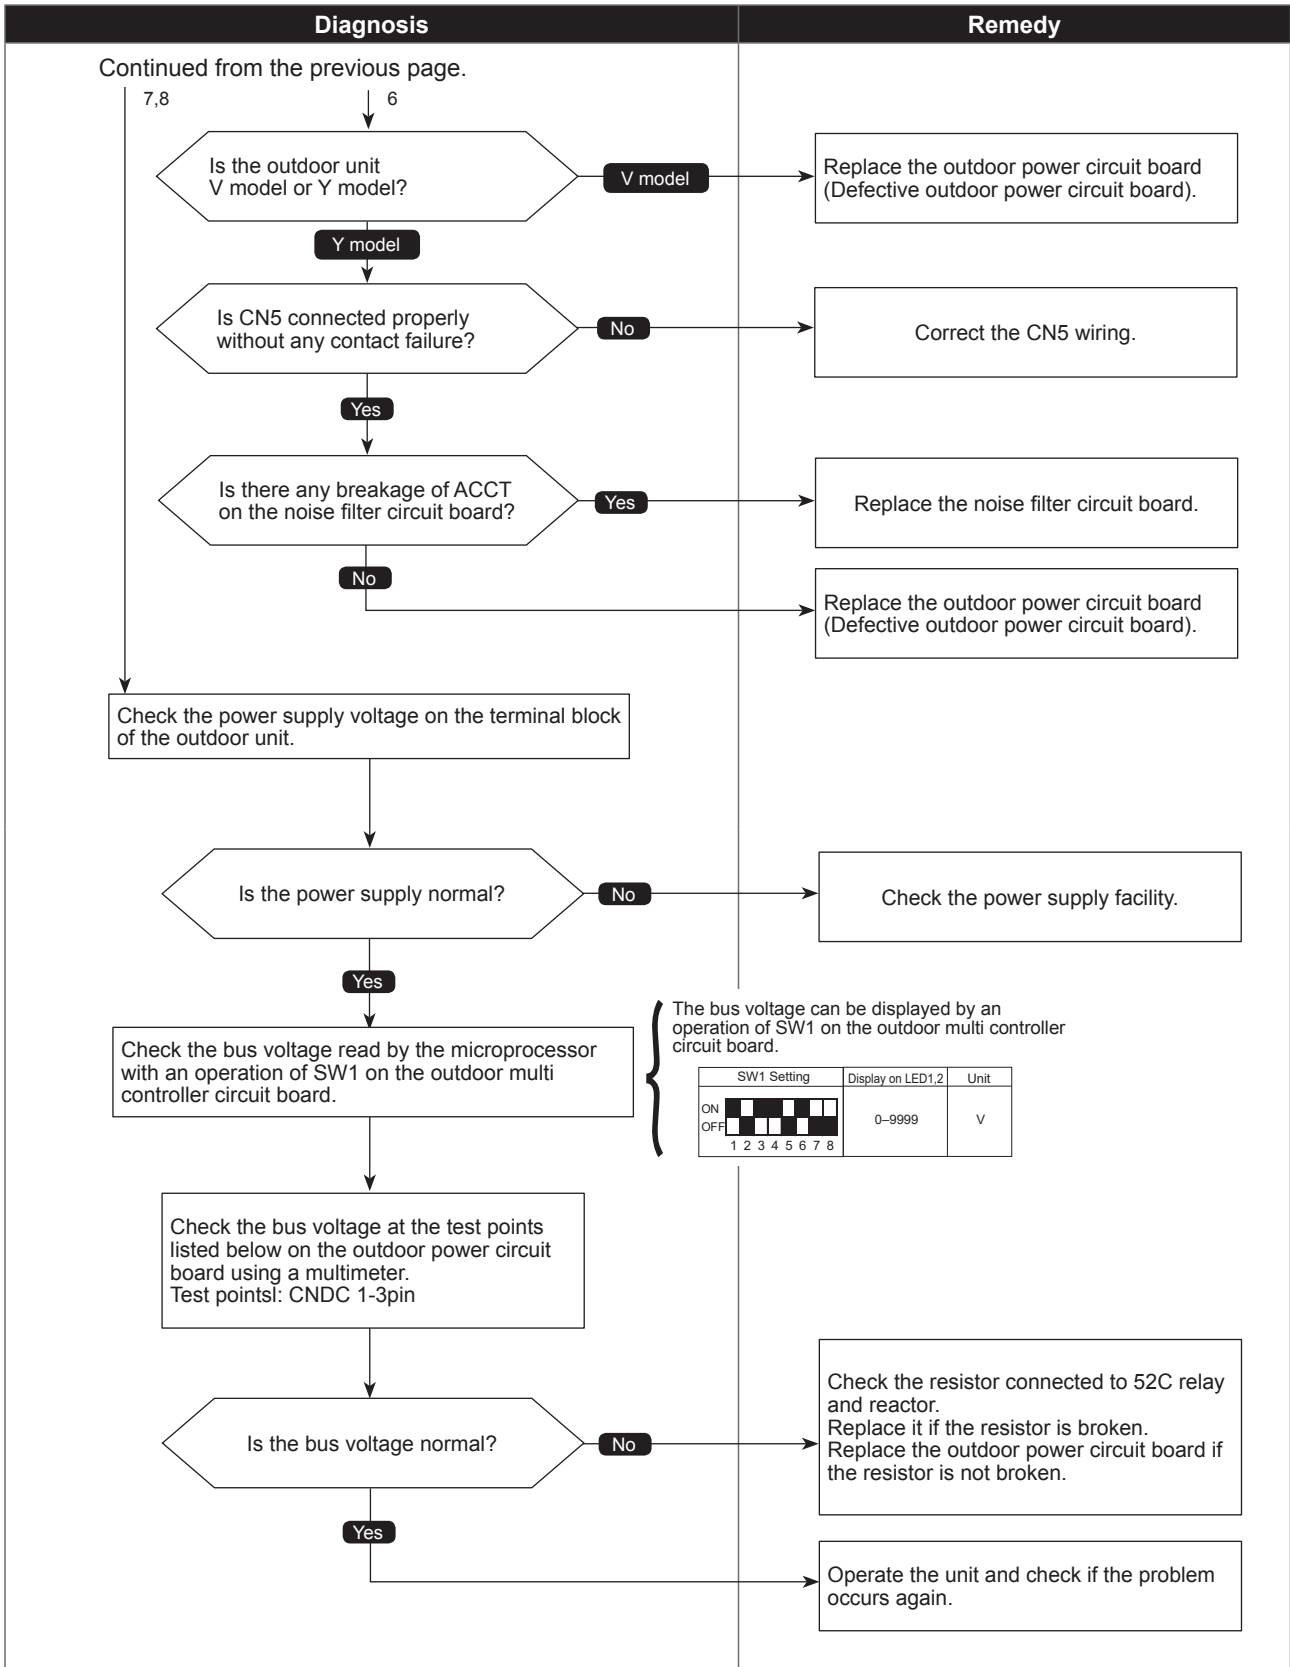 Diagnosis
Remedy
Continued from the previous page.
7,8
6
Is the outdoor unit
V model or Y model?
V model
Replace the outdoor power circuit board
(Defective outdoor power circuit board).
Y model
Is CN5 connected properly
without any contact failure?
No
Correct the CN5 wiring.
Yes
Is there any breakage of ACCT
on the noise filter circuit board?
Yes
Replace the noise filter circuit board.
No
Replace the outdoor power circuit board
(Defective outdoor power circuit board).
Check the power supply voltage on the terminal block
of the outdoor unit.
Is the power supply normal?
No
Check the power supply facility.
Yes
Check the bus voltage read by the microprocessor
with an operation of SW1 on the outdoor multi
controller circuit board.
The bus voltage can be displayed by an
operation of SW1 on the outdoor multi controller
circuit board.
SW1 Setting
Display on LED1,2
Unit
ON
OFF
1 2 3 4 5 6 7 8
0–9999
V
Check the bus voltage at the test points
listed below on the outdoor power circuit
board using a multimeter.
Test pointsl: CNDC 1-3pin
Is the bus voltage normal?
No
Check the resistor connected to 52C relay
and reactor.
Replace it if the resistor is broken.
Replace the outdoor power circuit board if
the resistor is not broken.
Yes
Operate the unit and check if the problem
occurs again.